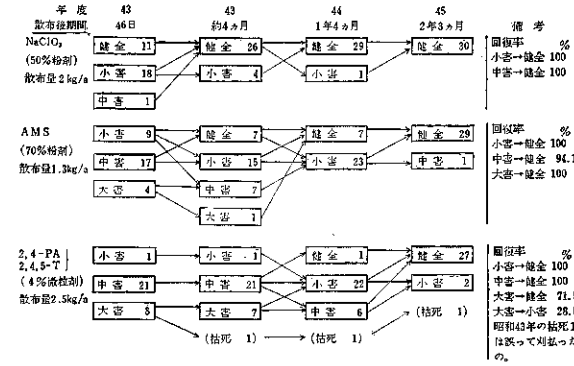 年度 43 43 44 45
散布後期間 46日 約4ヵ月 1年4ヵ月 2年3ヵ月 備考
NaClO₃ 健全 11 健全 26 健全 29 健全 30 回復率 %
(50%粉剤) 小害→健全 100
散布量2kg/a 小害 18 小害 4 小害 1 中害→健全 100
中害 1
AMS 小害 9 健全 7 健全 7 健全 29 回復率 %
(70%粉剤) 小害→健全 100
散布量1.3kg/a 中害 17 小害 15 小害 23 中害 1 中害→健全 94.1
大害 4 中害 7 大害→健全 100
大害 1
2,4-PA 小害 1 小害 1 健全 1 健全 27 回復率 %
2,4,5-T 小害→健全 100
(4%微粒剤) 中害 21 中害 21 小害 22 小害 2 中害→健全 100
散布量2.5kg/a 大害→健全 71.
大害 8 大害 7 中害 6 (枯死 1) 大害→小害 28.
(枯死 1) (枯死 1) 昭和43年の枯死1
は誤って刈払った
の。